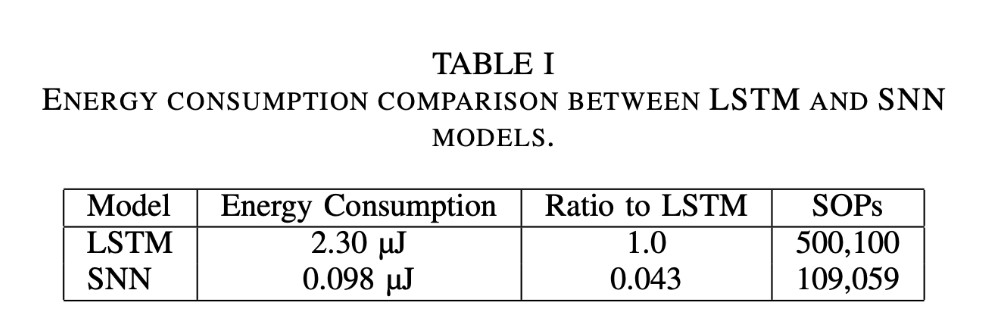 TABLE I
ENERGY CONSUMPTION COMPARISON BETWEEN LSTM AND SNN
MODELS.
Model Energy Consumption Ratio to LSTM SOPs
LSTM 2.30 µJ 1.0 500,100
SNN 0.098 µJ 0.043 109,059